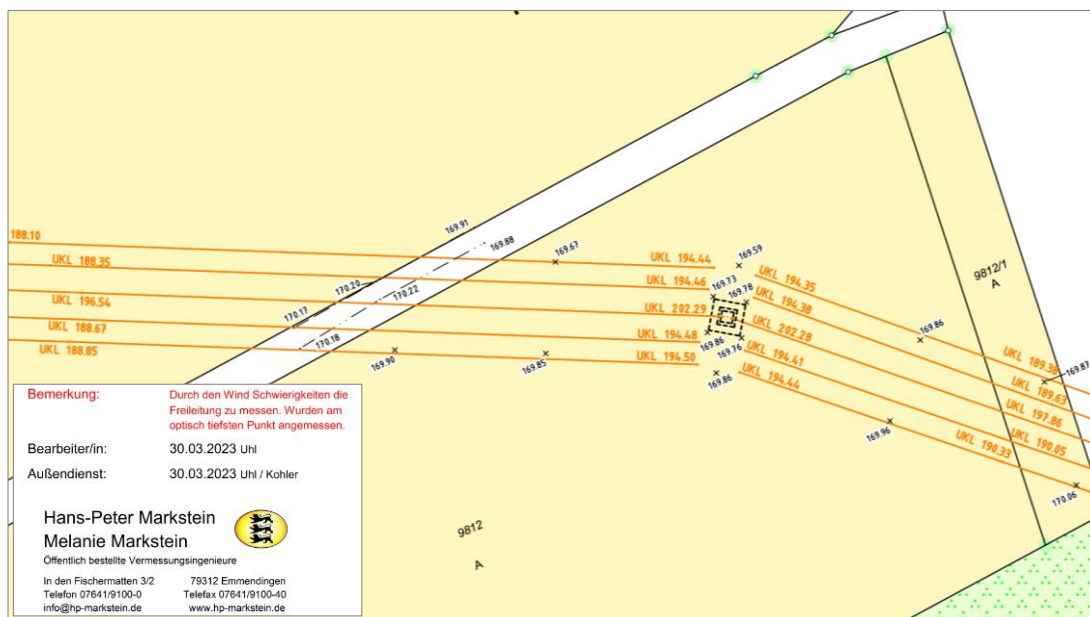 169.91
169.88
188.10
UKL 188.35
170.20
170.22
169.67
UKL 194.44
169.59
UKL 194.46
169.73
169.78
UKL 194.35
9812/1
A
UKL 194.38
UKL 196.54
170.17
UKL 202.29
UKL 202.28
169.86
UKL 188.67
170.18
UKL 194.48
169.86
169.76
UKL 194.41
UKL 189.38
169.87
UKL 188.85
169.90
169.85
UKL 194.50
169.86
UKL 194.44
UKL 189.63
UKL 197.86
169.96
UKL 190.33
UKL 190.05
170.06
9812
A
Bemerkung: Durch den Wind Schwierigkeiten die
Freileitung zu messen. Wurden am
optisch tiefsten Punkt angemessen.
Bearbeiter/in: 30.03.2023 Uhl
Außendienst: 30.03.2023 Uhl / Kohler
Hans-Peter Markstein
Melanie Markstein
Öffentlich bestellte Vermessungsingenieure
In den Fischermatten 3/2 79312 Emmendingen
Telefon 07641/9100-0 Telefax 07641/9100-40
info@hp-markstein.de www.hp-markstein.de